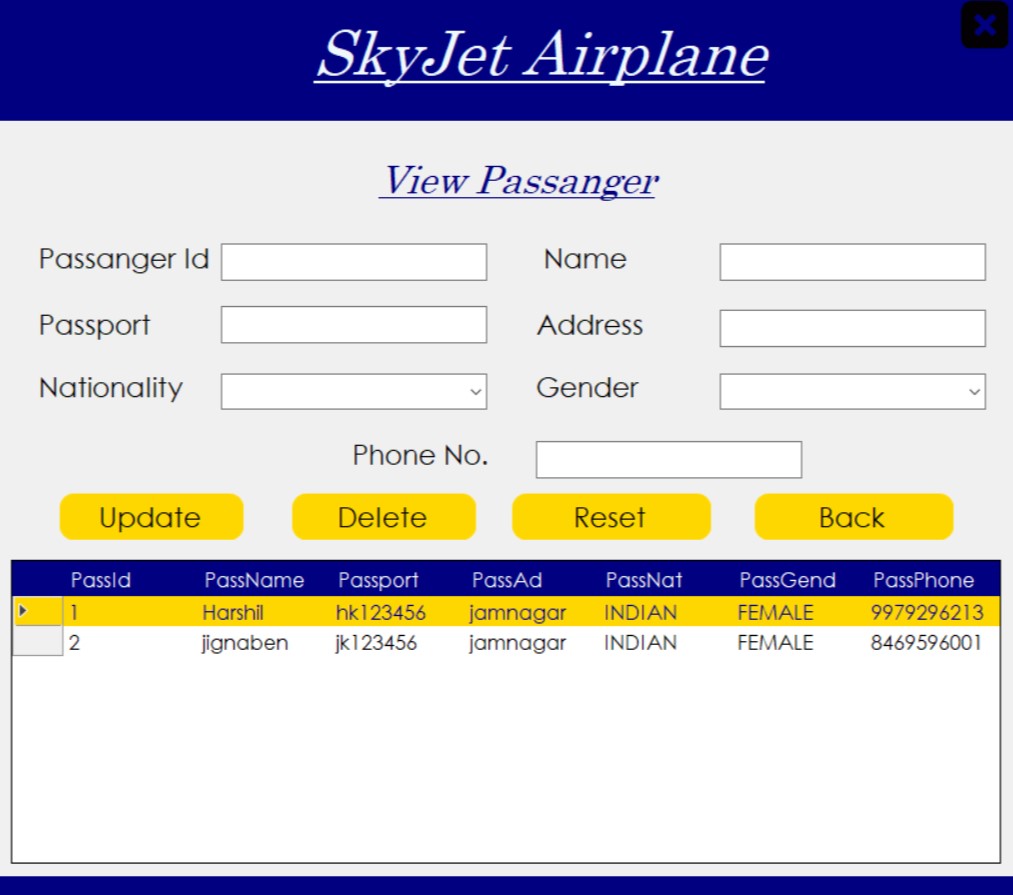 SkyJet Airplane
View Passanger
Passanger Id Name
Passport Address
Nationality Gender
Phone No.
Update Delete Reset Back
PassId PassName Passport PassAd PassNat PassGend PassPhone
1 Harshil hk123456 jamnagar INDIAN FEMALE 9979296213
2 jignaben jk123456 jamnagar INDIAN FEMALE 8469596001